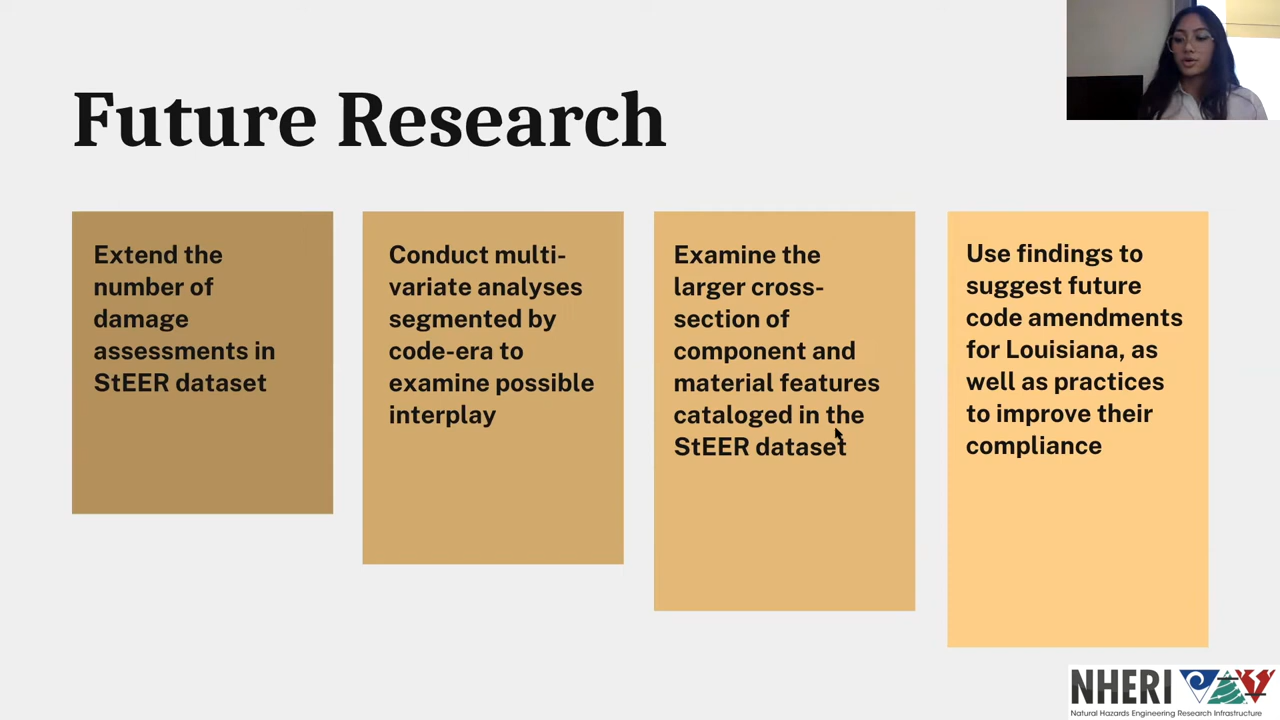 Future Research
Extend the
number of
damage
assessments in
StEER dataset
Conduct multi-
variate analyses
segmented by
code-era to
examine possible
interplay
Examine the
larger cross-
section of
component and
material features
cataloged in the
StEER dataset
Use findings to
suggest future
code amendments
for Louisiana, as
well as practices
to improve their
compliance
NHERI
Natural Hazards Engineering Research Infrastructure